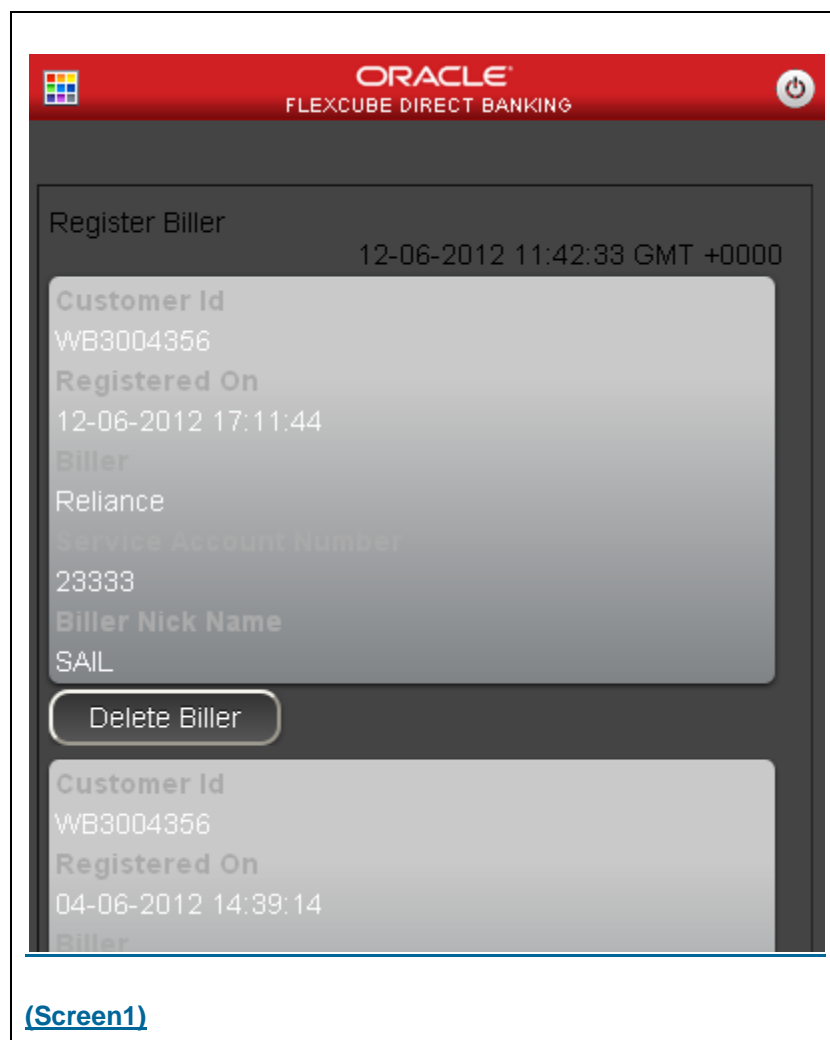 ORACLE
FLEXCUBE DIRECT BANKING
Register Biller
12-06-2012 11:42:33 GMT +0000
Customer Id
WB3004356
Registered On
12-06-2012 17:11:44
Biller
Reliance
Service Account Number
23333
Biller Nick Name
SAIL
Delete Biller
Customer Id
WB3004356
Registered On
04-06-2012 14:39:14
Biller
(Screen1)